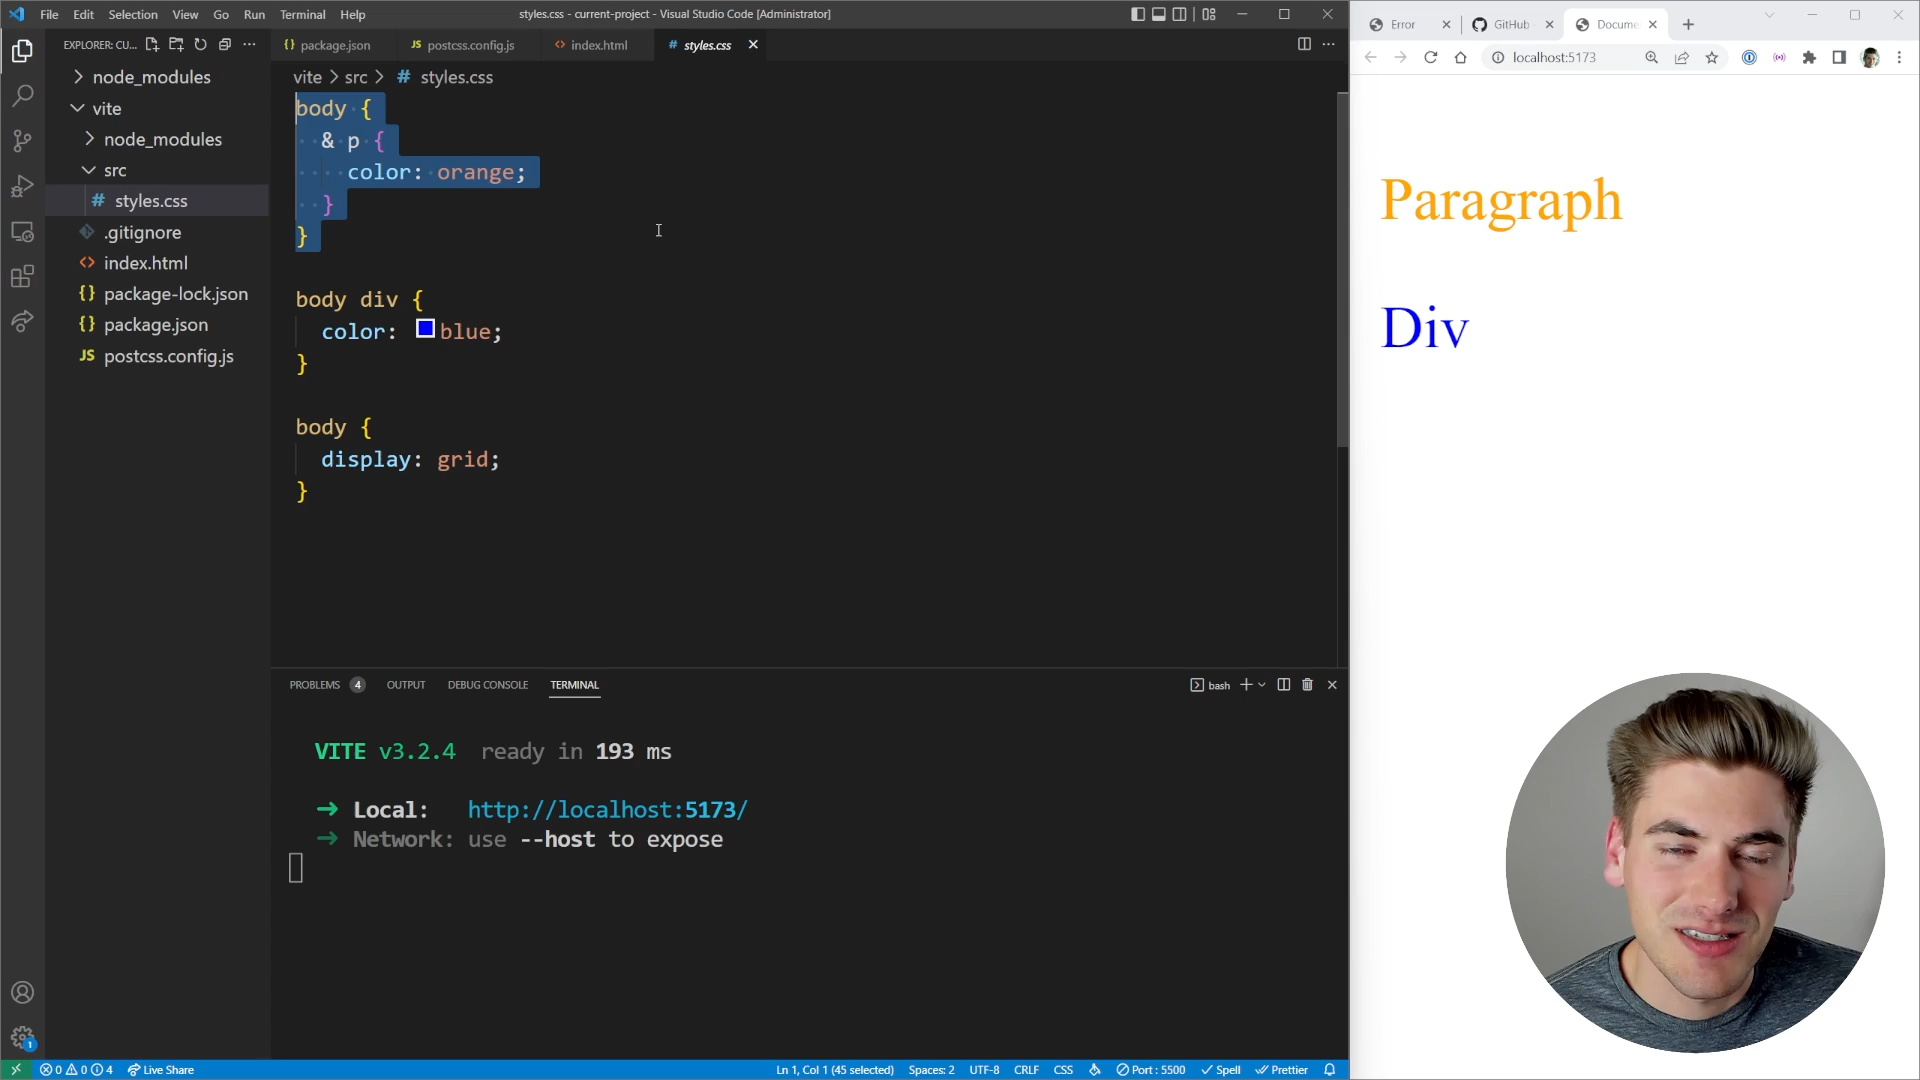 File Edit Selection View Go Run Terminal Help
styles.css - current-project - Visual Studio Code [Administrator]
EXPLORER: CU...
package.json
postcss.config.js
index.html
styles.css
vite > src > # styles.css
node_modules
vite
node_modules
src
styles.css
.gitignore
index.html
package-lock.json
package.json
postcss.config.js
body {
& p {
color: orange;
}
}
body div {
color: blue;
}
body {
display: grid;
}
PROBLEMS 4 OUTPUT DEBUG CONSOLE TERMINAL
bash
VITE v3.2.4 ready in 193 ms
➜ Local: http://localhost:5173/
➜ Network: use --host to expose
1
0 0 4 Live Share
Ln 1, Col 1 (45 selected) Spaces: 2 UTF-8 CRLF CSS Port : 5500 Spell Prettier
Error
GitHub
Docume
localhost:5173
Paragraph
Div